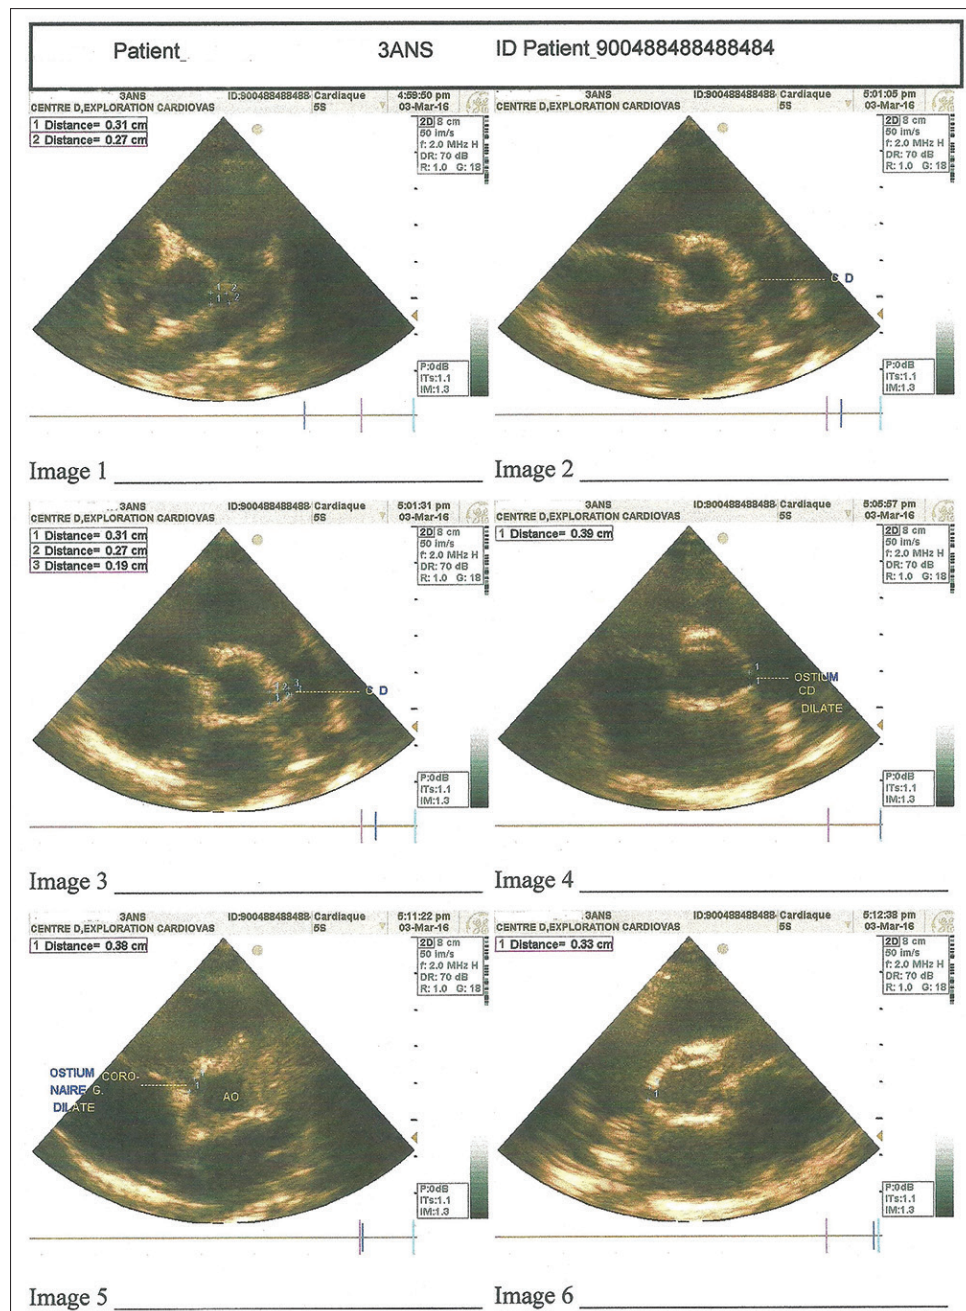 Patient_ 3ANS ID Patient_900488488488484
3ANS ID:900488488488- Cardiaque 4:59:50 pm
CENTRE D,EXPLORATION CARDIOVAS 5S 03-Mar-16
1 Distance= 0.31 cm
2 Distance= 0.27 cm
2D 8 cm
50 im/s
f: 2.0 MHz H
DR: 70 dB
R: 1.0 G: 18
1 2
1 2
P:0dB
ITs:1.1
IM:1.3
Image 1
3ANS ID:900488488488- Cardiaque 5:01:05 pm
CENTRE D,EXPLORATION CARDIOVAS 5S 03-Mar-16
2D 8 cm
50 im/s
f: 2.0 MHz H
DR: 70 dB
R: 1.0 G: 18
C D
P:0dB
ITs:1.1
IM:1.3
Image 2
3ANS ID:900488488488- Cardiaque 5:01:31 pm
CENTRE D,EXPLORATION CARDIOVAS 5S 03-Mar-16
1 Distance= 0.31 cm
2 Distance= 0.27 cm
3 Distance= 0.19 cm
2D 8 cm
50 im/s
f: 2.0 MHz H
DR: 70 dB
R: 1.0 G: 18
C D
P:0dB
ITs:1.1
IM:1.3
Image 3
3ANS ID:900488488488- Cardiaque 5:05:57 pm
CENTRE D,EXPLORATION CARDIOVAS 5S 03-Mar-16
1 Distance= 0.39 cm
2D 8 cm
50 im/s
f: 2.0 MHz H
DR: 70 dB
R: 1.0 G: 18
1
1
OSTIUM
CD
DILATE
P:0dB
ITs:1.1
IM:1.3
Image 4
3ANS ID:900488488488- Cardiaque 5:11:22 pm
CENTRE D,EXPLORATION CARDIOVAS 5S 03-Mar-16
1 Distance= 0.38 cm
2D 8 cm
50 im/s
f: 2.0 MHz H
DR: 70 dB
R: 1.0 G: 18
OSTIUM CORO-
NAIRE G.
DILATE
1
AO
P:0dB
ITs:1.1
IM:1.3
Image 5
3ANS ID:900488488488- Cardiaque 5:12:38 pm
CENTRE D,EXPLORATION CARDIOVAS 5S 03-Mar-16
1 Distance= 0.33 cm
2D 8 cm
50 im/s
f: 2.0 MHz H
DR: 70 dB
R: 1.0 G: 18
1
P:0dB
ITs:1.1
IM:1.3
Image 6